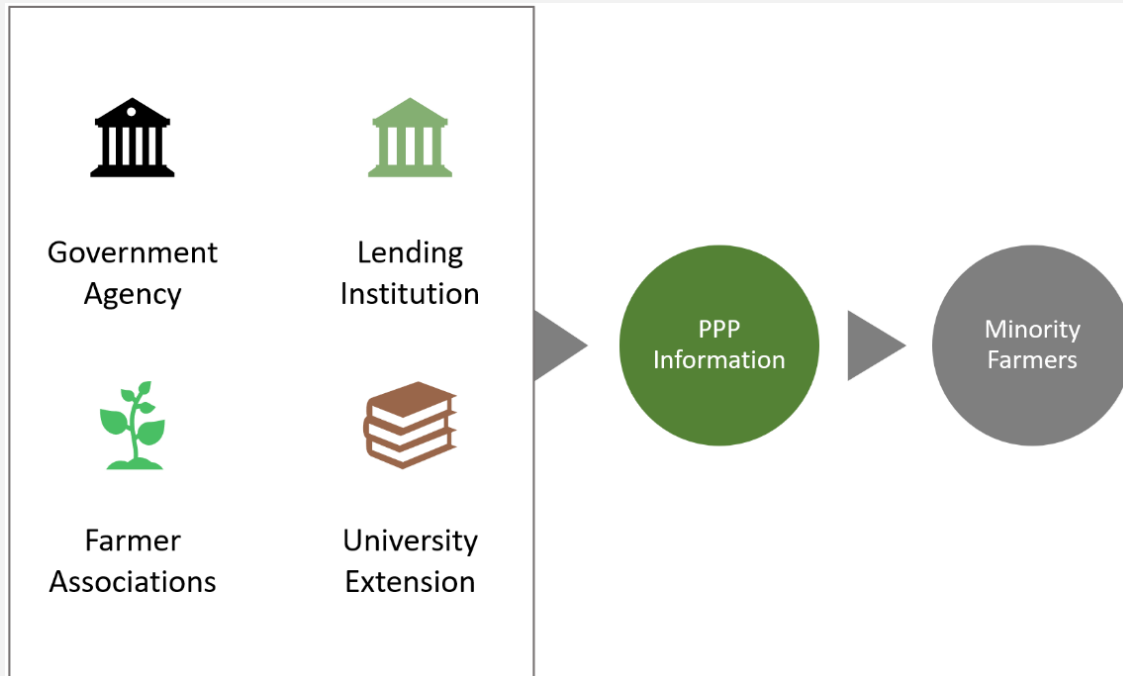 Government
Agency
Lending
Institution
Farmer
Associations
University
Extension
PPP
Information
Minority
Farmers